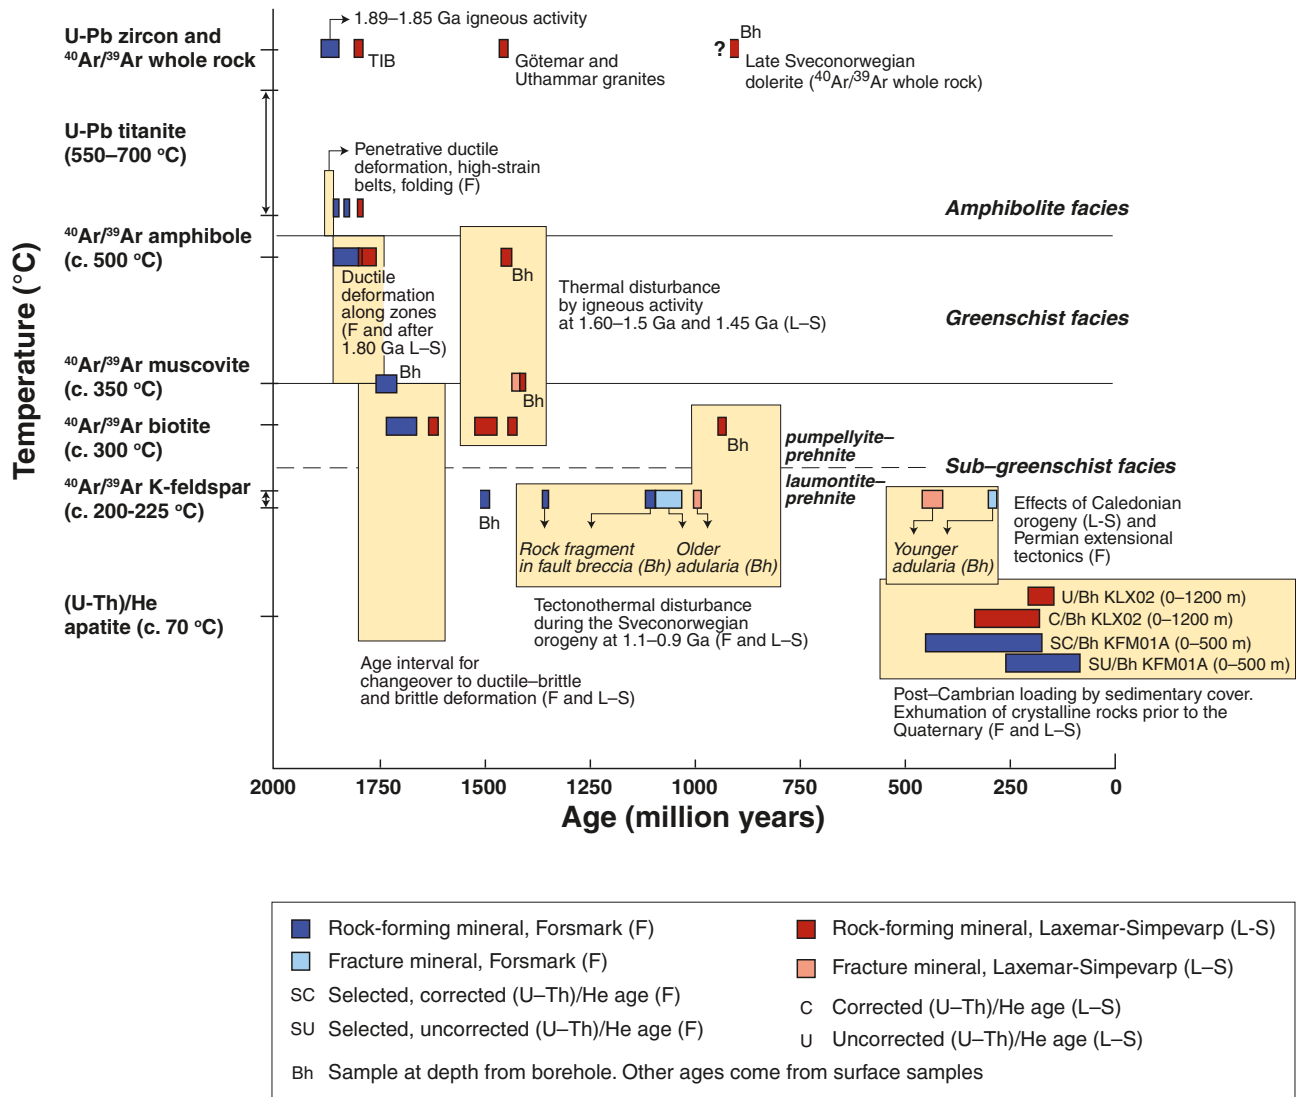 U-Pb zircon and
⁴⁰Ar/³⁹Ar whole rock
1.89–1.85 Ga igneous activity
TIB
Götemar and
Uthammar granites
?
Bh
Late Sveconorwegian
dolerite (⁴⁰Ar/³⁹Ar whole rock)
U-Pb titanite
(550–700 °C)
Penetrative ductile
deformation, high-strain
belts, folding (F)
Amphibolite facies
⁴⁰Ar/³⁹Ar amphibole
(c. 500 °C)
Ductile
deformation
along zones
(F and after
1.80 Ga L–S)
Bh
Thermal disturbance
by igneous activity
at 1.60–1.5 Ga and 1.45 Ga (L–S)
Greenschist facies
Temperature (°C)
⁴⁰Ar/³⁹Ar muscovite
(c. 350 °C)
Bh
Bh
⁴⁰Ar/³⁹Ar biotite
(c. 300 °C)
Bh
pumpellyite–
prehnite
Sub–greenschist facies
laumontite–
prehnite
⁴⁰Ar/³⁹Ar K-feldspar
(c. 200-225 °C)
Bh
Rock fragment
in fault breccia (Bh)
Older
adularia (Bh)
Younger
adularia (Bh)
Effects of Caledonian
orogeny (L-S) and
Permian extensional
tectonics (F)
(U-Th)/He
apatite (c. 70 °C)
Tectonothermal disturbance
during the Sveconorwegian
orogeny at 1.1–0.9 Ga (F and L–S)
U/Bh KLX02 (0–1200 m)
C/Bh KLX02 (0–1200 m)
SC/Bh KFM01A (0–500 m)
SU/Bh KFM01A (0–500 m)
Age interval for
changeover to ductile–brittle
and brittle deformation (F and L–S)
Post–Cambrian loading by sedimentary cover.
Exhumation of crystalline rocks prior to the
Quaternary (F and L–S)
2000 1750 1500 1250 1000 750 500 250 0
Age (million years)
Rock-forming mineral, Forsmark (F)
Fracture mineral, Forsmark (F)
SC Selected, corrected (U–Th)/He age (F)
SU Selected, uncorrected (U–Th)/He age (F)
Bh Sample at depth from borehole. Other ages come from surface samples
Rock-forming mineral, Laxemar-Simpevarp (L-S)
Fracture mineral, Laxemar-Simpevarp (L–S)
C Corrected (U–Th)/He age (L–S)
U Uncorrected (U–Th)/He age (L–S)